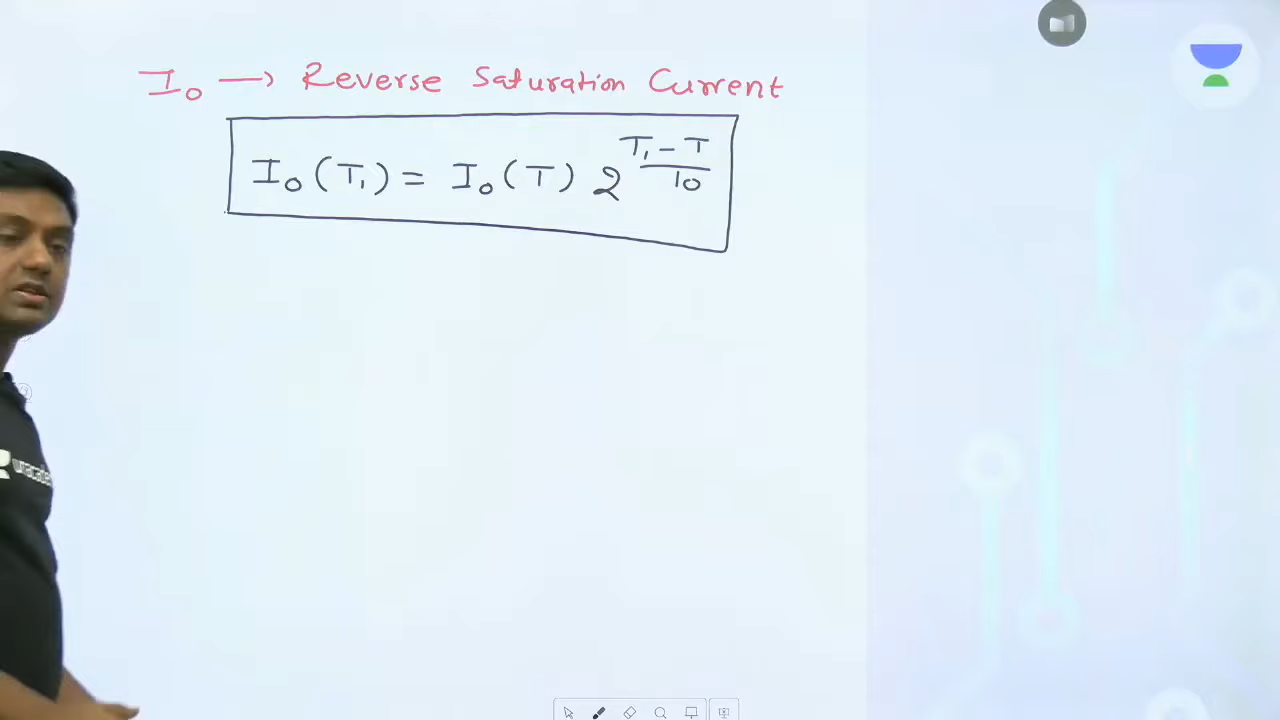 I₀ → Reverse Saturation Current
I₀(T₁) = I₀(T) 2^((T₁ - T)/10)